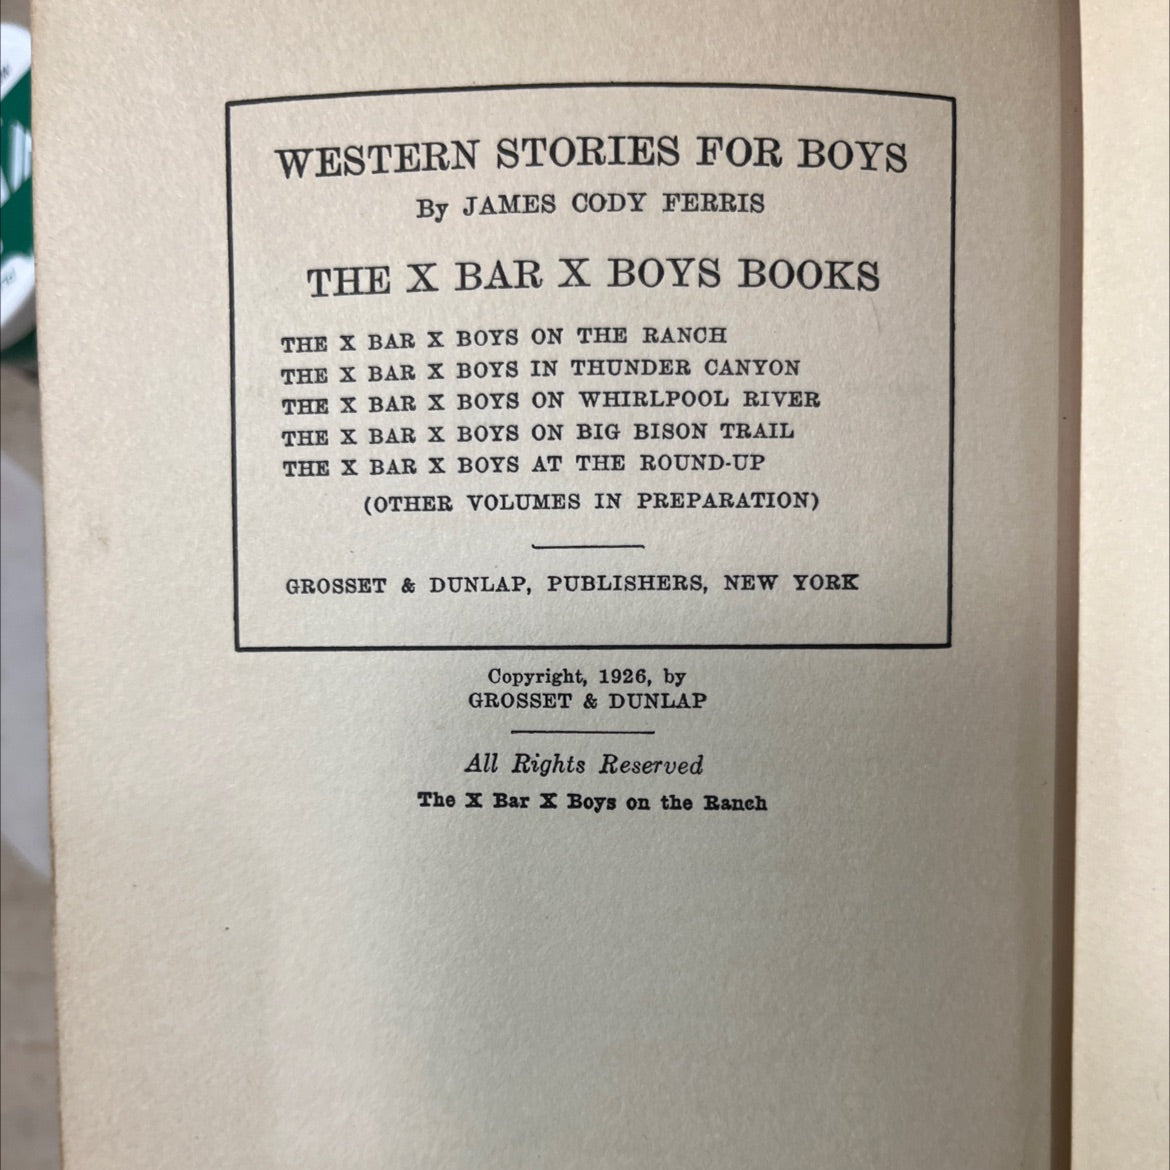 WESTERN STORIES FOR BOYS
By JAMES CODY FERRIS
THE X BAR X BOYS BOOKS
THE X BAR X BOYS ON THE RANCH
THE X BAR X BOYS IN THUNDER CANYON
THE X BAR X BOYS ON WHIRLPOOL RIVER
THE X BAR X BOYS ON BIG BISON TRAIL
THE X BAR X BOYS AT THE ROUND-UP
(OTHER VOLUMES IN PREPARATION)
GROSSET & DUNLAP, PUBLISHERS, NEW YORK
Copyright, 1926, by
GROSSET & DUNLAP
All Rights Reserved
The X Bar X Boys on the Ranch